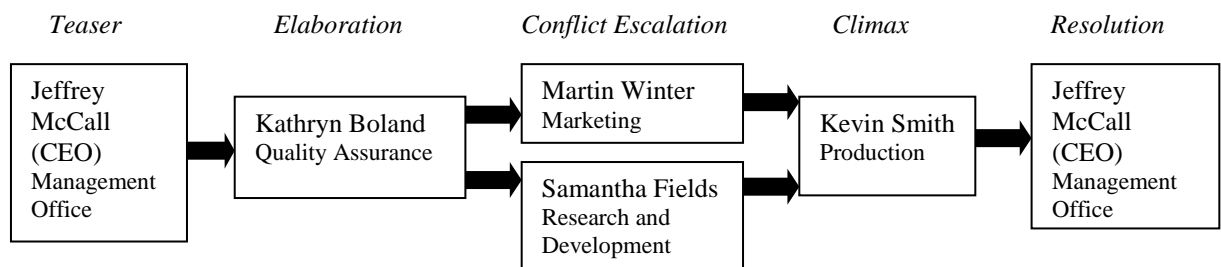 Teaser Elaboration Conflict Escalation Climax Resolution
Jeffrey
McCall
(CEO)
Management
Office
Kathryn Boland
Quality Assurance
Martin Winter
Marketing
Samantha Fields
Research and
Development
Kevin Smith
Production
Jeffrey
McCall
(CEO)
Management
Office